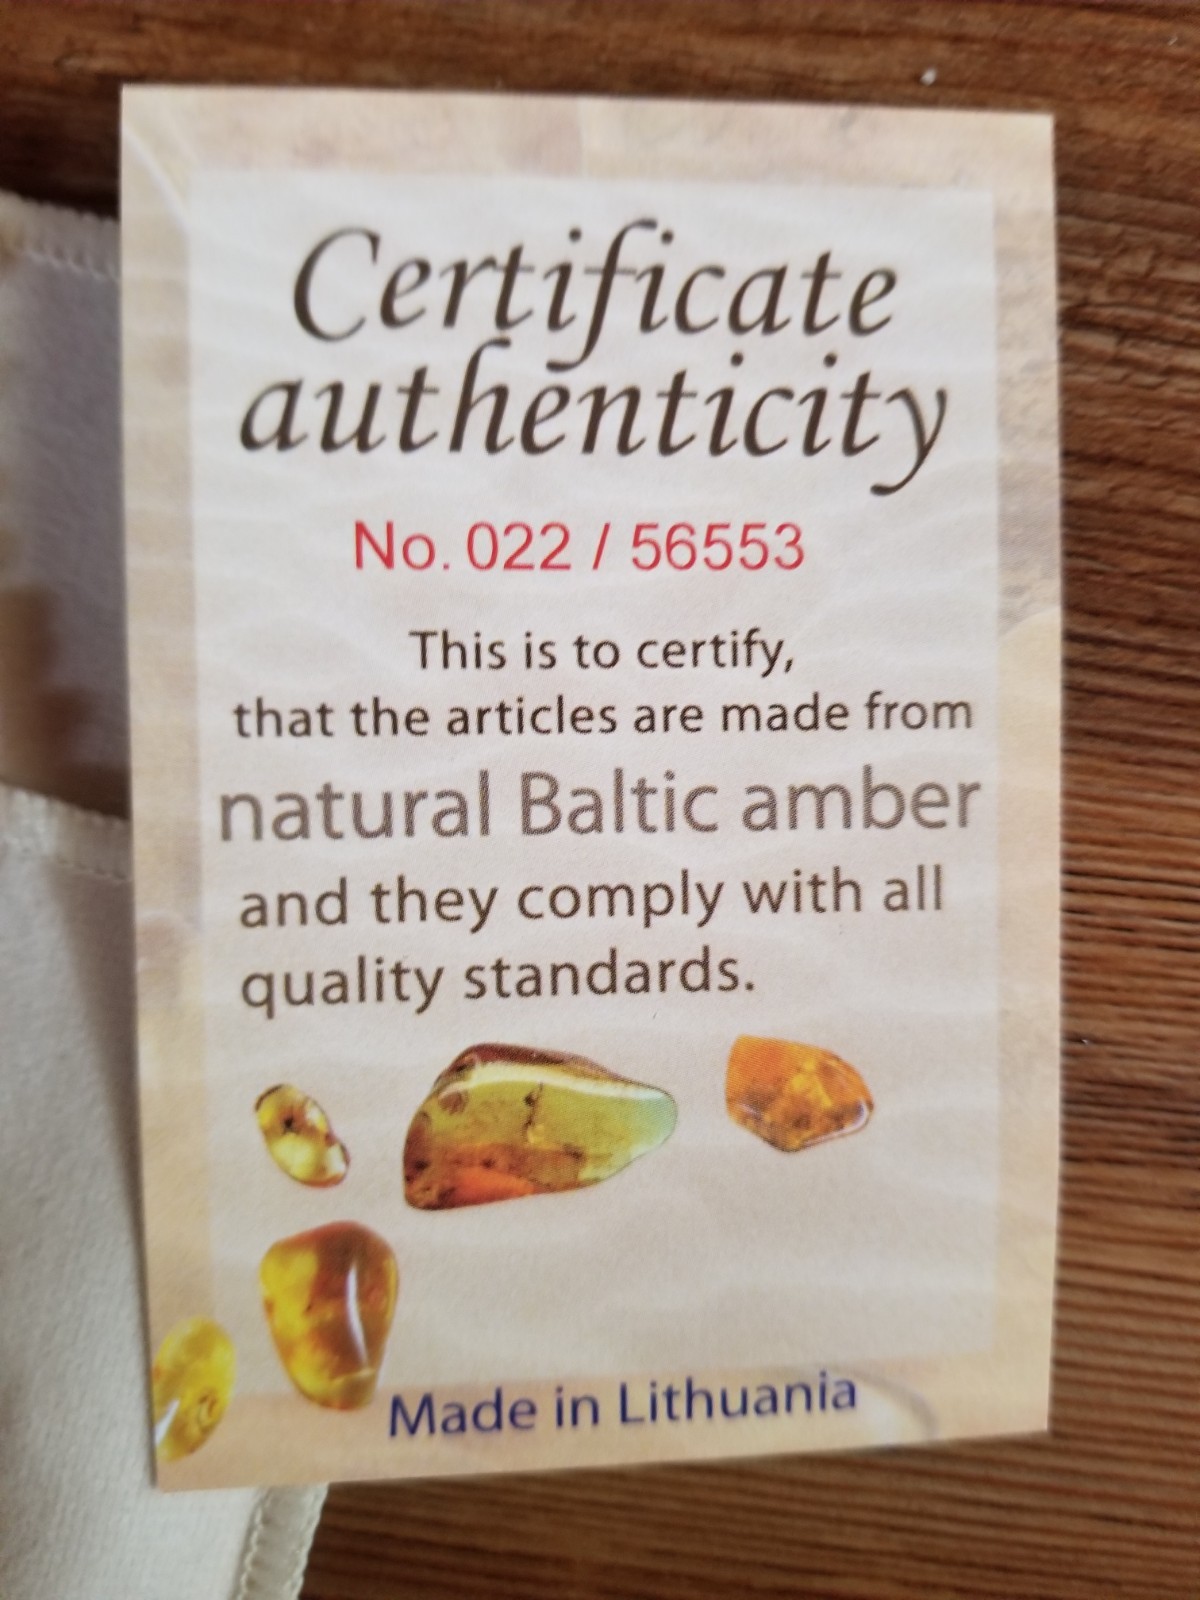 Certificate
authenticity
No. 022 / 56553
This is to certify,
that the articles are made from
natural Baltic amber
and they comply with all
quality standards.
Made in Lithuania